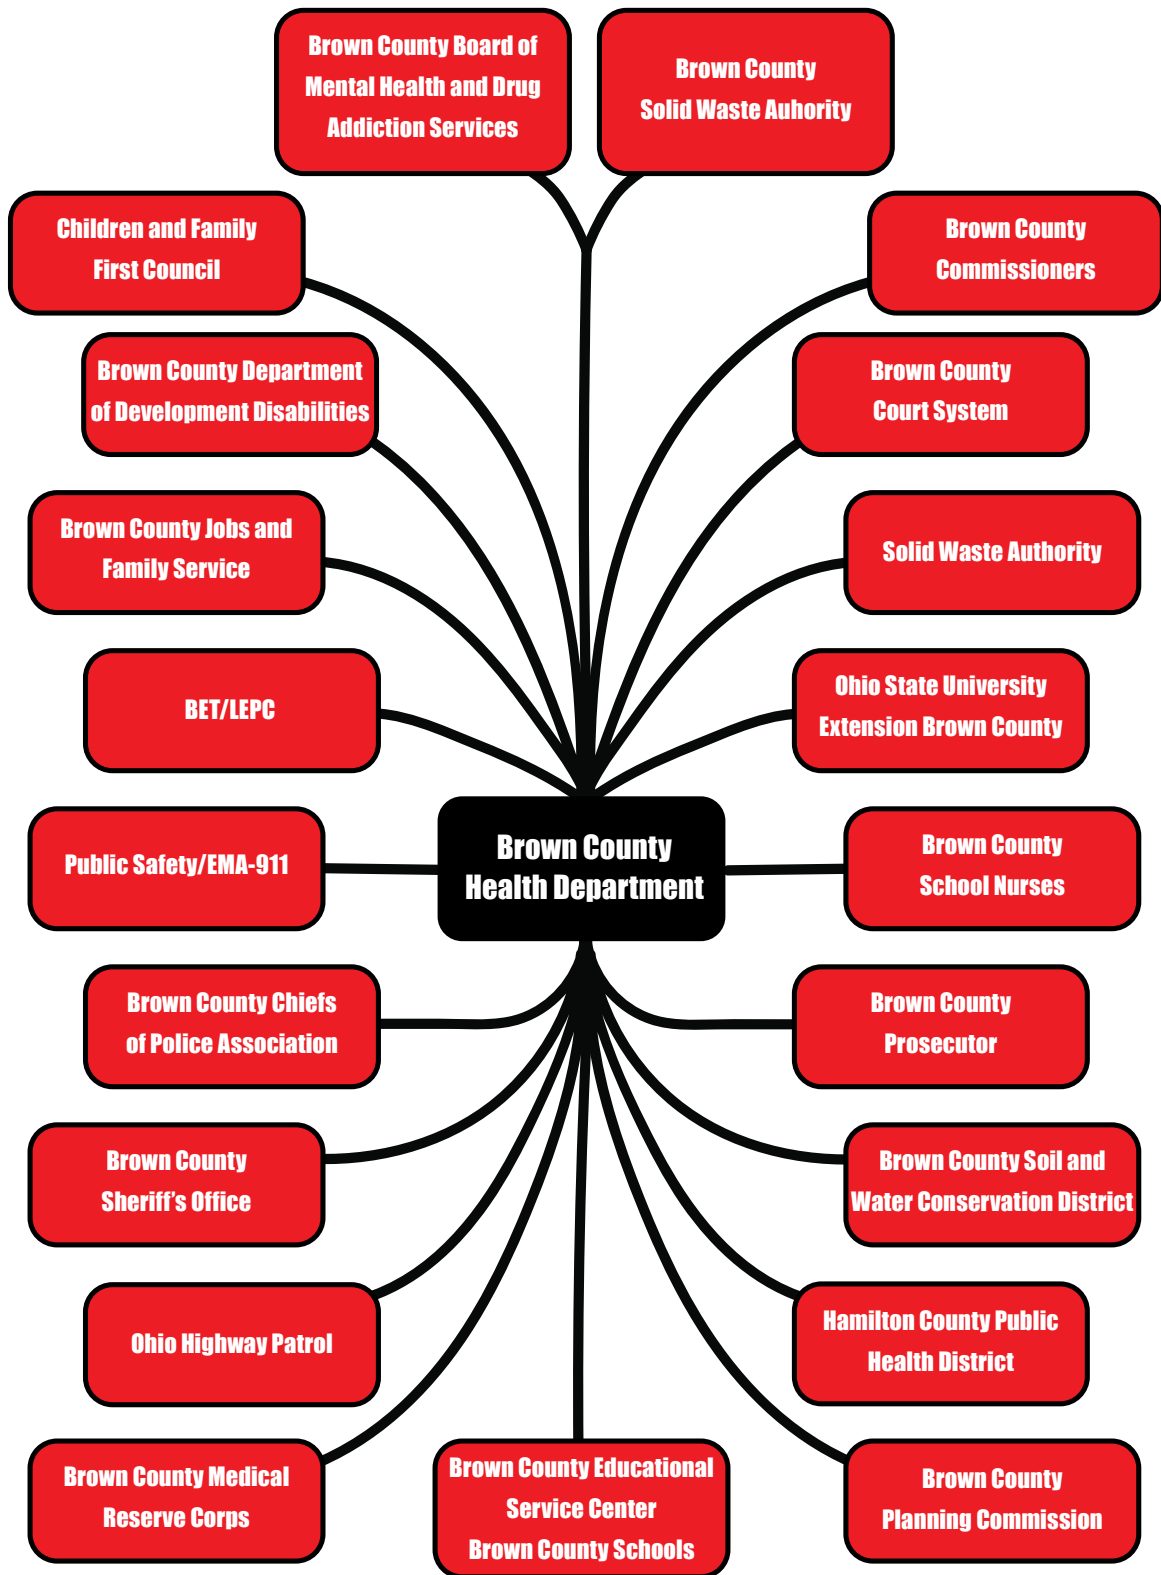 Brown County Board of
Mental Health and Drug
Addiction Services
Brown County
Solid Waste Auhority
Children and Family
First Council
Brown County
Commissioners
Brown County Department
of Development Disabilities
Brown County
Court System
Brown County Jobs and
Family Service
Solid Waste Authority
BET/LEPC
Ohio State University
Extension Brown County
Brown County
Health Department
Public Safety/EMA-911
Brown County
School Nurses
Brown County Chiefs
of Police Association
Brown County
Prosecutor
Brown County
Sheriff’s Office
Brown County Soil and
Water Conservation District
Ohio Highway Patrol
Hamilton County Public
Health District
Brown County Medical
Reserve Corps
Brown County Educational
Service Center
Brown County Schools
Brown County
Planning Commission